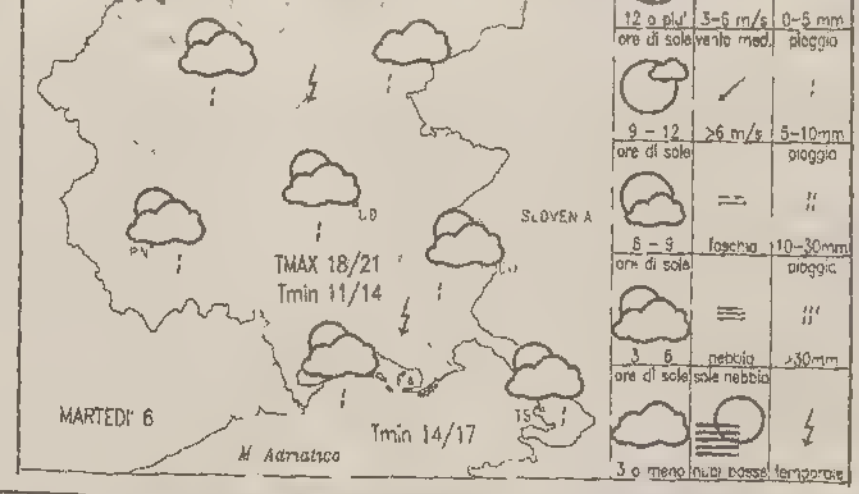 12 o piu' 3-6 m/s 0-5 mm
ore di sole vento med. pioggia
9 - 12 >6 m/s 5-10mm
ore di sole pioggia
UD
SLOVENIA
PN
6 - 9 foschia 10-30mm
ore di sole pioggia
TMAX 18/21
Tmin 11/14
3 6 nebbia >30mm
ore di sole sole nebbia
MARTEDI' 6
TS
Tmin 14/17
M Adriatico
3 o meno nubi basse temporale